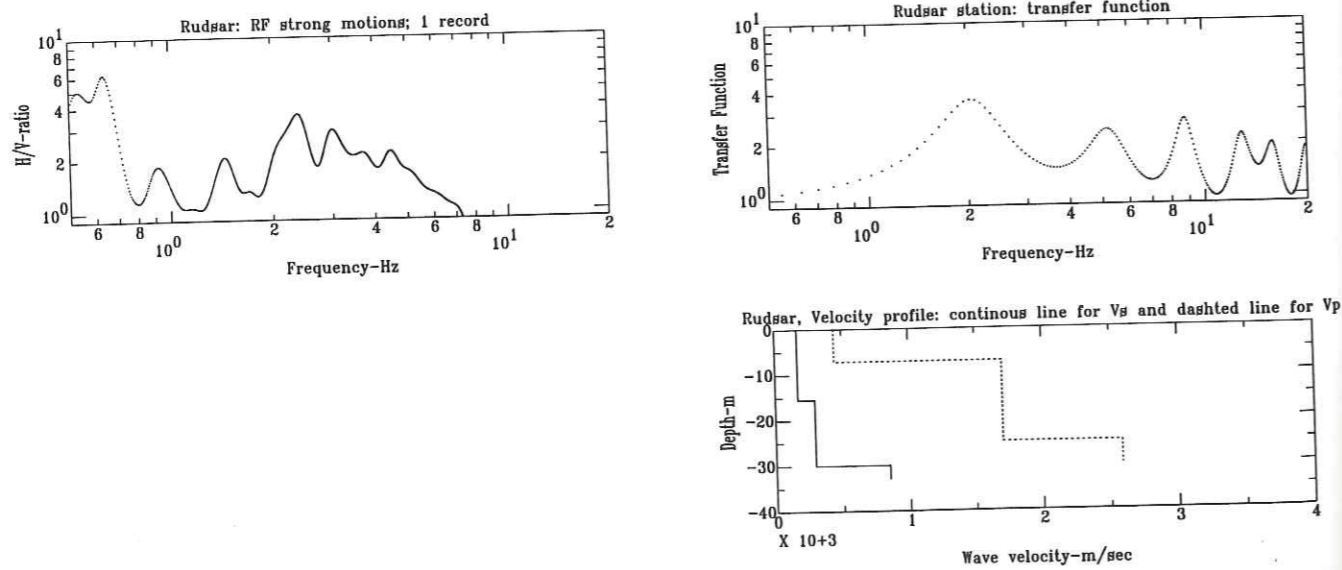 Rudsar: RF strong motions; 1 record
10¹
8
6
4
2
10⁰
H/V-ratio
6 8 2 4 6 8 2
10⁰ 10¹
Frequency-Hz
Rudsar station: transfer function
10¹
8
6
4
2
10⁰
Transfer Function
6 8 2 4 6 8 2
10⁰ 10¹
Frequency-Hz
Rudsar, Velocity profile: continous line for Vs and dashted line for Vp
0
-10
-20
-30
-40
Depth-m
0 1 2 3 4
X 10+3
Wave velocity-m/sec